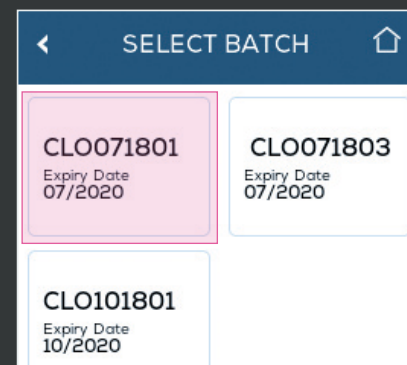 SELECT BATCH
CLO071801
Expiry Date
07/2020
CLO071803
Expiry Date
07/2020
CLO101801
Expiry Date
10/2020